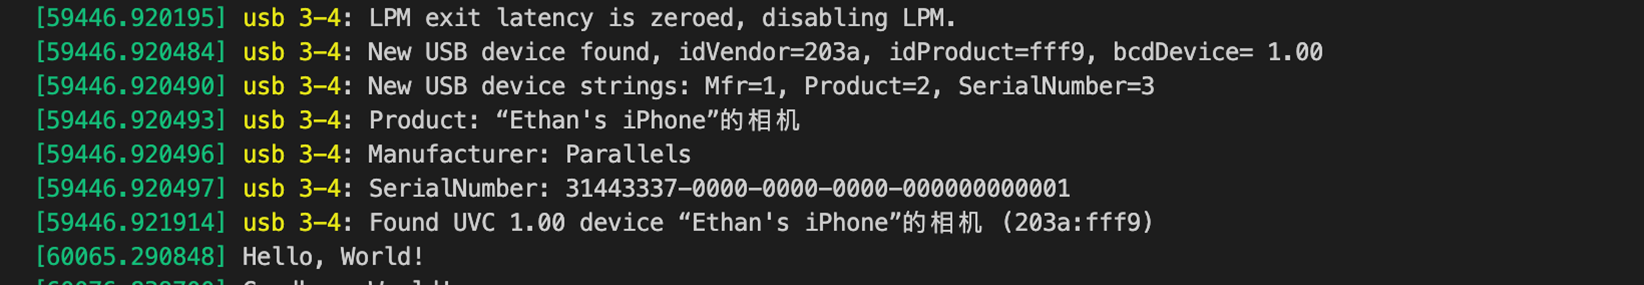 [59446.920195] usb 3-4: LPM exit latency is zeroed, disabling LPM.
[59446.920484] usb 3-4: New USB device found, idVendor=203a, idProduct=fff9, bcdDevice= 1.00
[59446.920490] usb 3-4: New USB device strings: Mfr=1, Product=2, SerialNumber=3
[59446.920493] usb 3-4: Product: “Ethan's iPhone”的相机
[59446.920496] usb 3-4: Manufacturer: Parallels
[59446.920497] usb 3-4: SerialNumber: 31443337-0000-0000-0000-000000000001
[59446.921914] usb 3-4: Found UVC 1.00 device “Ethan's iPhone”的相机 (203a:fff9)
[60065.290848] Hello, World!